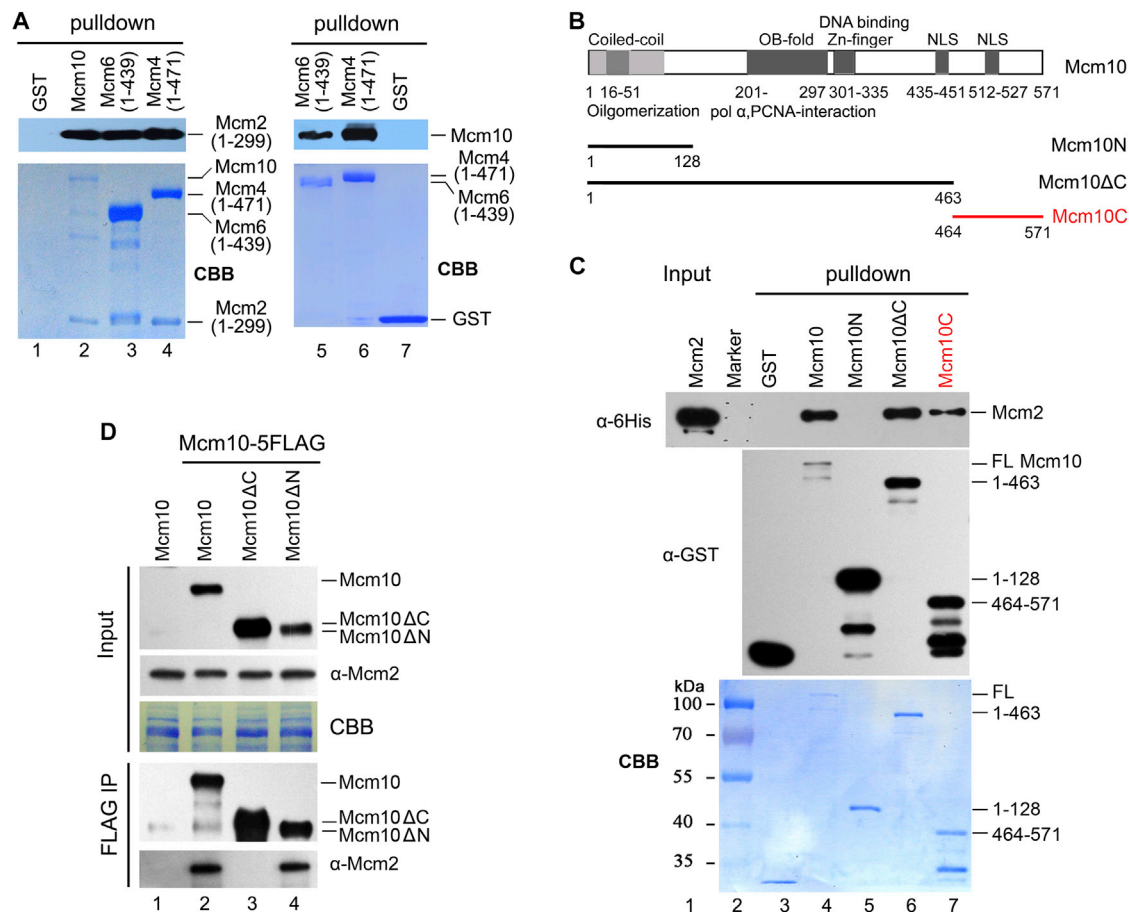 A
pulldown
GST
Mcm10
Mcm6
(1-439)
Mcm4
(1-471)
Mcm2
(1-299)
Mcm10
Mcm4
(1-471)
Mcm6
(1-439)
CBB
Mcm2
(1-299)
1 2 3 4
pulldown
Mcm6
(1-439)
Mcm4
(1-471)
GST
Mcm10
Mcm4
(1-471)
Mcm6
(1-439)
CBB
GST
5 6 7
B
DNA binding
Coiled-coil OB-fold Zn-finger NLS NLS
Mcm10
1 16-51 201- 297 301-335 435-451 512-527 571
Oilgomerization pol α,PCNA-interaction
Mcm10N
1 128
Mcm10ΔC
1 463
Mcm10C
464 571
C
Input pulldown
Mcm2
Marker
GST
Mcm10
Mcm10N
Mcm10ΔC
Mcm10C
α-6His
Mcm2
FL Mcm10
1-463
α-GST
1-128
464-571
kDa
100
70
55
40
35
CBB
FL
1-463
1-128
464-571
1 2 3 4 5 6 7
D
Mcm10-5FLAG
Mcm10
Mcm10
Mcm10ΔC
Mcm10ΔN
Input
Mcm10
Mcm10ΔC
Mcm10ΔN
α-Mcm2
CBB
FLAG IP
Mcm10
Mcm10ΔC
Mcm10ΔN
α-Mcm2
1 2 3 4